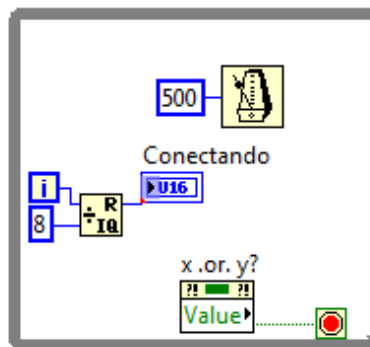 500
Conectando
i
R
IQ
8
U16
x .or. y?
?! ?!
Value